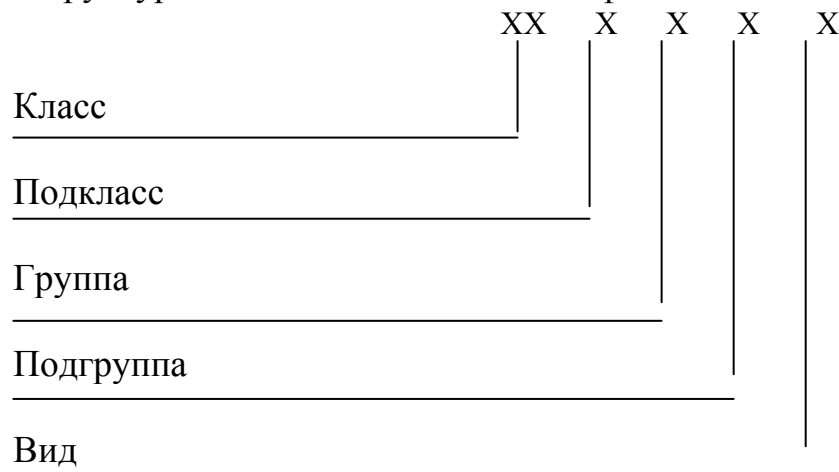 XX X X X X
Класс
Подкласс
Группа
Подгруппа
Вид